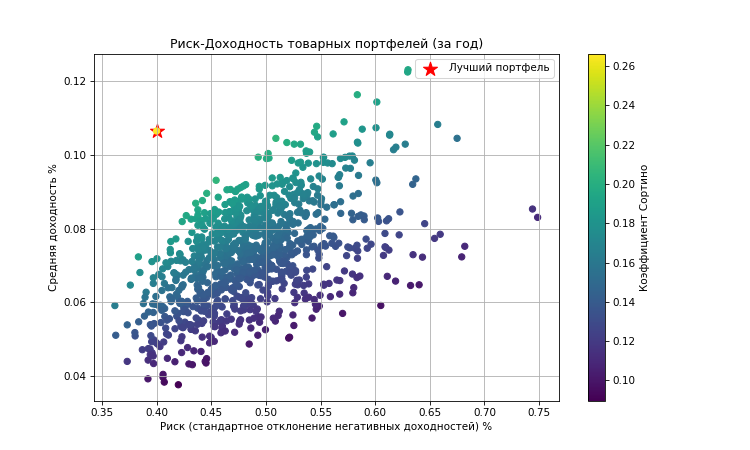 Риск-Доходность товарных портфелей (за год)
Лучший портфель
Средняя доходность %
0.12
0.10
0.08
0.06
0.04
0.35 0.40 0.45 0.50 0.55 0.60 0.65 0.70 0.75
Риск (стандартное отклонение негативных доходностей) %
0.26
0.24
0.22
0.20
0.18
0.16
0.14
0.12
0.10
Коэффициент Сортино